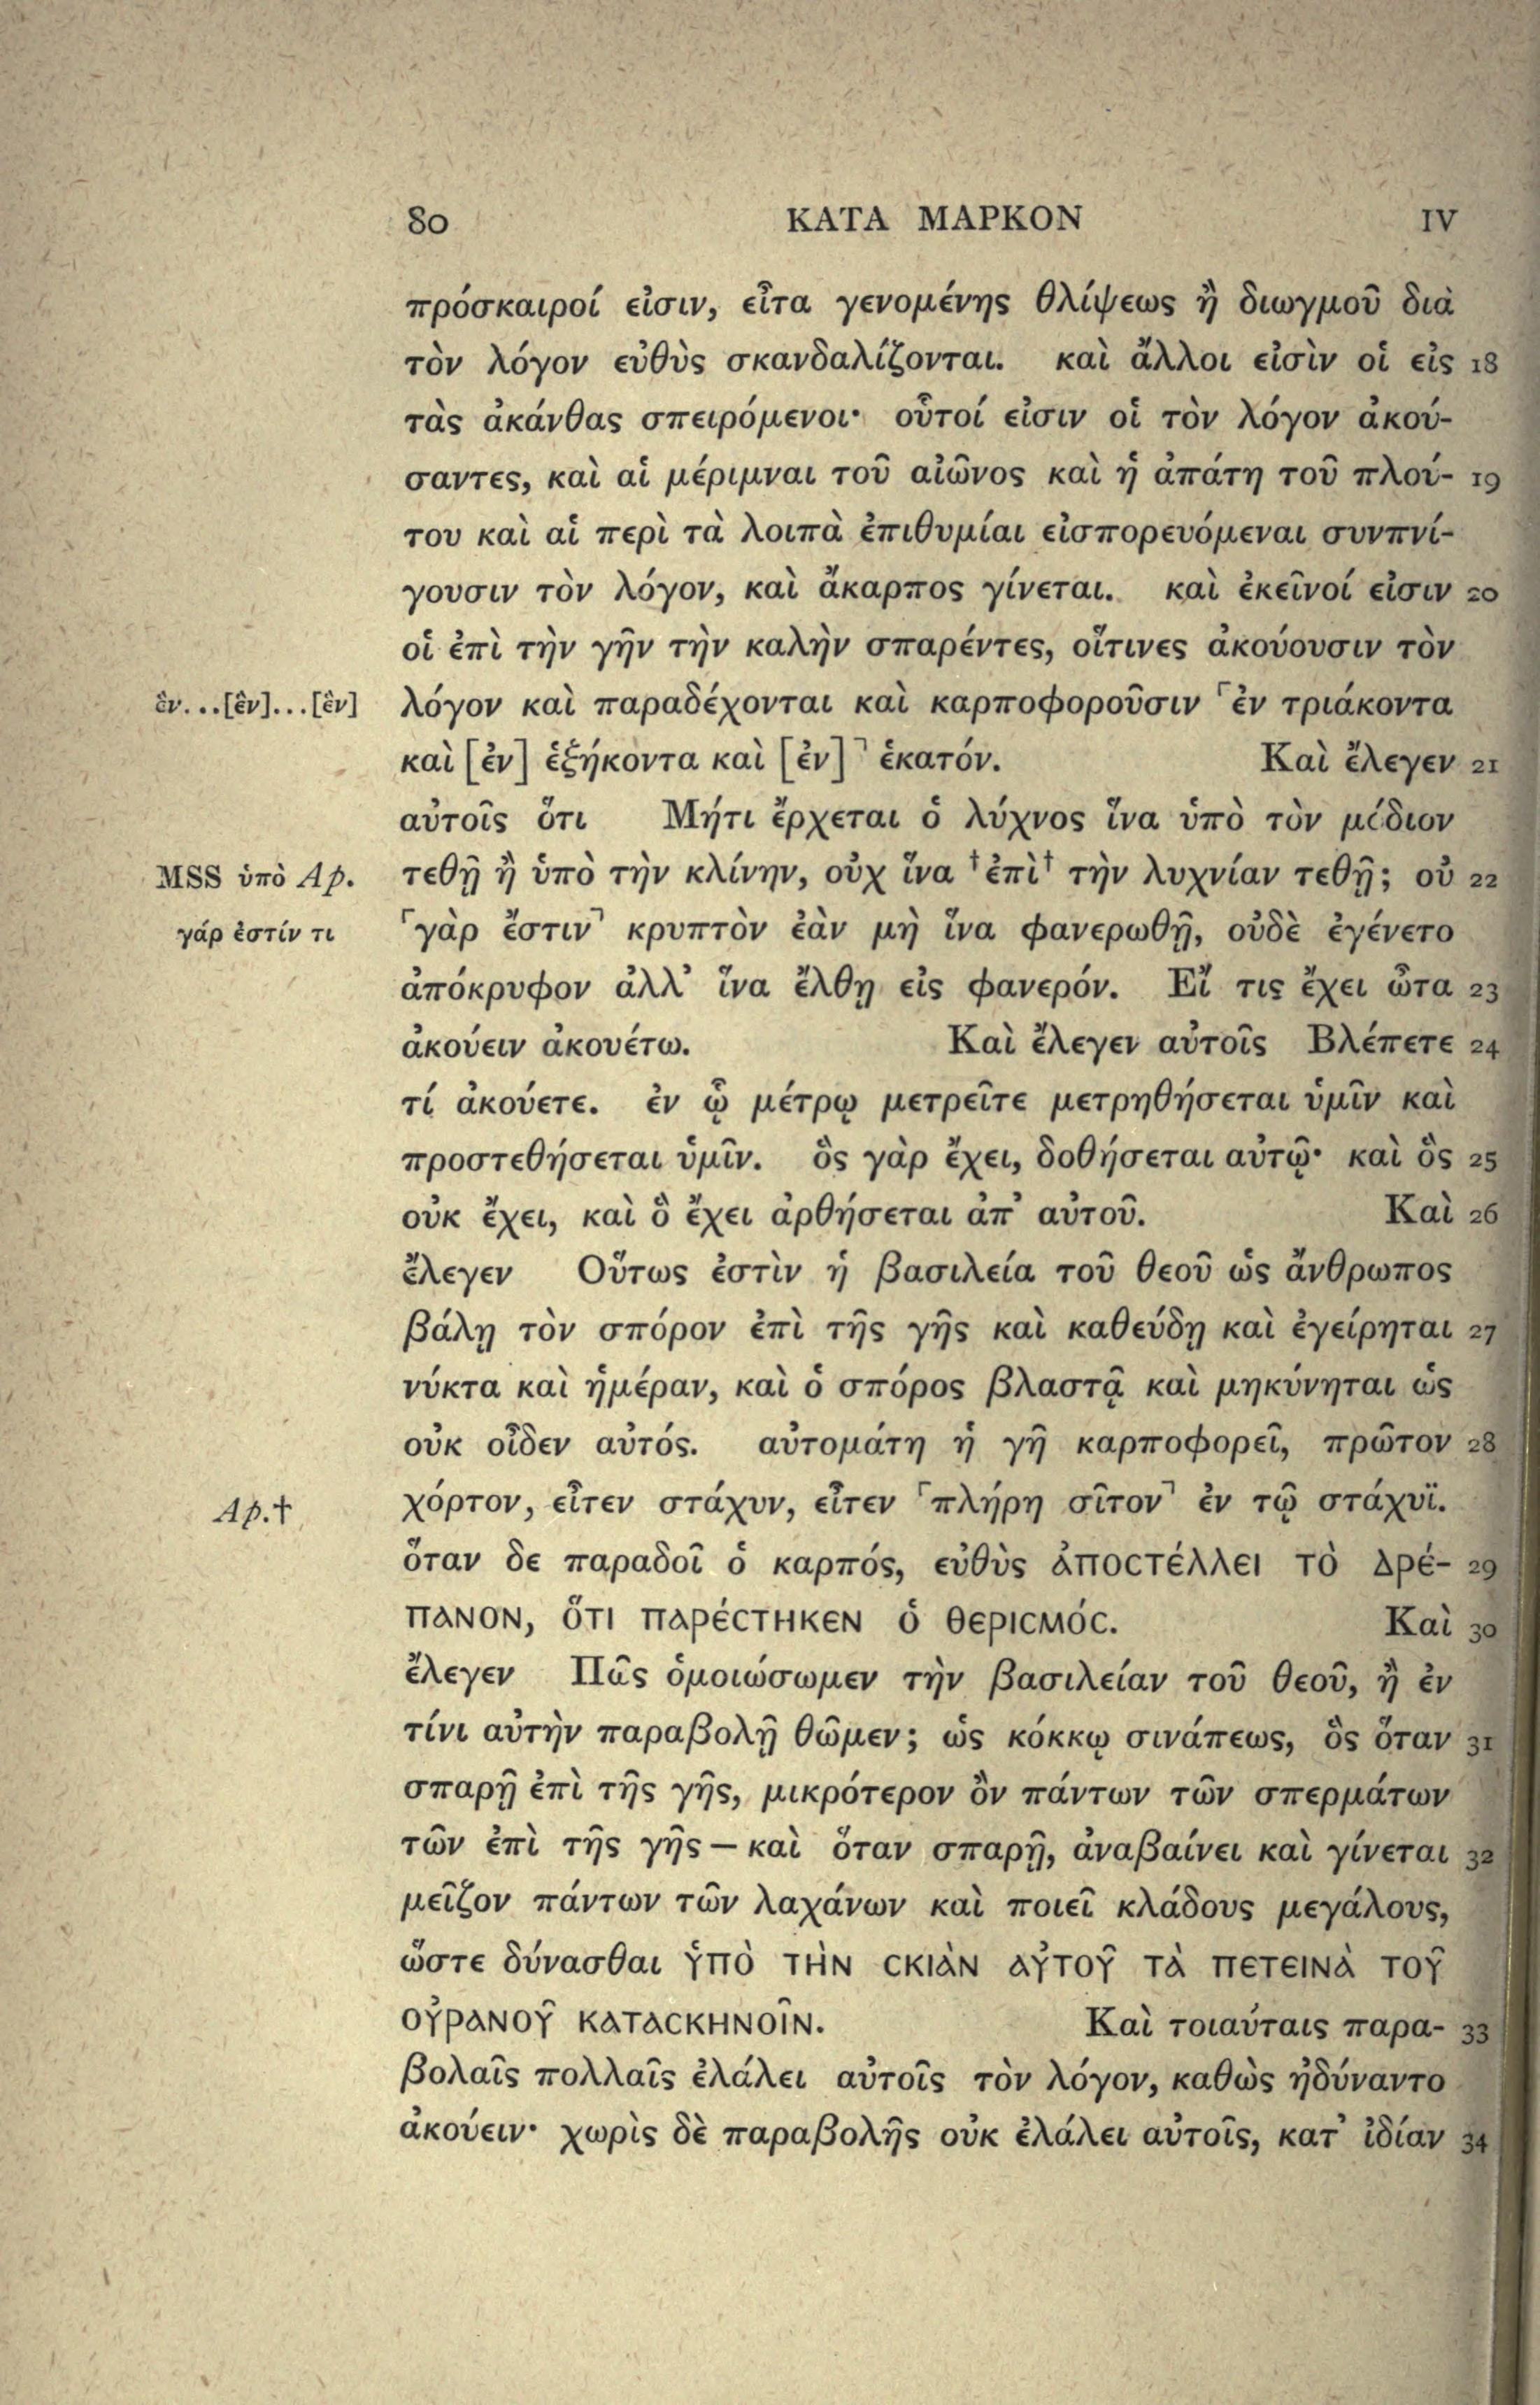 80 ΚΑΤΑ ΜΑΡΚΟΝ IV
πρόσκαιροί εἰσιν, εἶτα γενομένης θλίψεως ἢ διωγμοῦ διὰ
τὸν λόγον εὐθὺς σκανδαλίζονται. καὶ ἄλλοι εἰσὶν οἱ εἰς 18
τὰς ἀκάνθας σπειρόμενοι· οὗτοί εἰσιν οἱ τὸν λόγον ἀκού-
σαντες, καὶ αἱ μέριμναι τοῦ αἰῶνος καὶ ἡ ἀπάτη τοῦ πλού- 19
του καὶ αἱ περὶ τὰ λοιπὰ ἐπιθυμίαι εἰσπορευόμεναι συνπνί-
γουσιν τὸν λόγον, καὶ ἄκαρπος γίνεται. καὶ ἐκεῖνοί εἰσιν 20
οἱ ἐπὶ τὴν γῆν τὴν καλὴν σπαρέντες, οἵτινες ἀκούουσιν τὸν
ἓν...[ἓν]...[ἓν] λόγον καὶ παραδέχονται καὶ καρποφοροῦσιν ⸢ἐν τριάκοντα
καὶ [ἐν] ἑξήκοντα καὶ [ἐν]⸣ ἑκατόν. Καὶ ἔλεγεν 21
αὐτοῖς ὅτι Μήτι ἔρχεται ὁ λύχνος ἵνα ὑπὸ τὸν μόδιον
MSS ὑπὸ Ap. τεθῇ ἢ ὑπὸ τὴν κλίνην, οὐχ ἵνα †ἐπὶ† τὴν λυχνίαν τεθῇ; οὐ 22
γάρ ἐστίν τι ⸢γὰρ ἔστιν⸣ κρυπτὸν ἐὰν μὴ ἵνα φανερωθῇ, οὐδὲ ἐγένετο
ἀπόκρυφον ἀλλ’ ἵνα ἔλθῃ εἰς φανερόν. Εἴ τις ἔχει ὦτα 23
ἀκούειν ἀκουέτω. Καὶ ἔλεγεν αὐτοῖς Βλέπετε 24
τί ἀκούετε. ἐν ᾧ μέτρῳ μετρεῖτε μετρηθήσεται ὑμῖν καὶ
προστεθήσεται ὑμῖν. ὃς γὰρ ἔχει, δοθήσεται αὐτῷ· καὶ ὃς 25
οὐκ ἔχει, καὶ ὃ ἔχει ἀρθήσεται ἀπ’ αὐτοῦ. Καὶ 26
ἔλεγεν Οὕτως ἐστὶν ἡ βασιλεία τοῦ θεοῦ ὡς ἄνθρωπος
βάλῃ τὸν σπόρον ἐπὶ τῆς γῆς καὶ καθεύδῃ καὶ ἐγείρηται 27
νύκτα καὶ ἡμέραν, καὶ ὁ σπόρος βλαστᾷ καὶ μηκύνηται ὡς
οὐκ οἶδεν αὐτός. αὐτομάτη ἡ γῆ καρποφορεῖ, πρῶτον 28
Ap.† χόρτον, εἶτεν στάχυν, εἶτεν ⸢πλήρη σῖτον⸣ ἐν τῷ στάχυϊ.
ὅταν δε παραδοῖ ὁ καρπός, εὐθὺς ἀποϲτέλλει τὸ δρέ- 29
πανον, ὅτι παρέϲτηκεν ὁ θεριϲμόϲ. Καὶ 30
ἔλεγεν Πῶς ὁμοιώσωμεν τὴν βασιλείαν τοῦ θεοῦ, ἢ ἐν
τίνι αὐτὴν παραβολῇ θῶμεν; ὡς κόκκῳ σινάπεως, ὃς ὅταν 31
σπαρῇ ἐπὶ τῆς γῆς, μικρότερον ὂν πάντων τῶν σπερμάτων
τῶν ἐπὶ τῆς γῆς—καὶ ὅταν σπαρῇ, ἀναβαίνει καὶ γίνεται 32
μεῖζον πάντων τῶν λαχάνων καὶ ποιεῖ κλάδους μεγάλους,
ὥστε δύνασθαι ὑπὸ τὴν ϲκιὰν αὐτοῦ τὰ πετεινὰ τοῦ
οὐρανοῦ καταϲκηνοῖν. Καὶ τοιαύταις παρα- 33
βολαῖς πολλαῖς ἐλάλει αὐτοῖς τὸν λόγον, καθὼς ἠδύναντο
ἀκούειν· χωρὶς δὲ παραβολῆς οὐκ ἐλάλει αὐτοῖς, κατ’ ἰδίαν 34